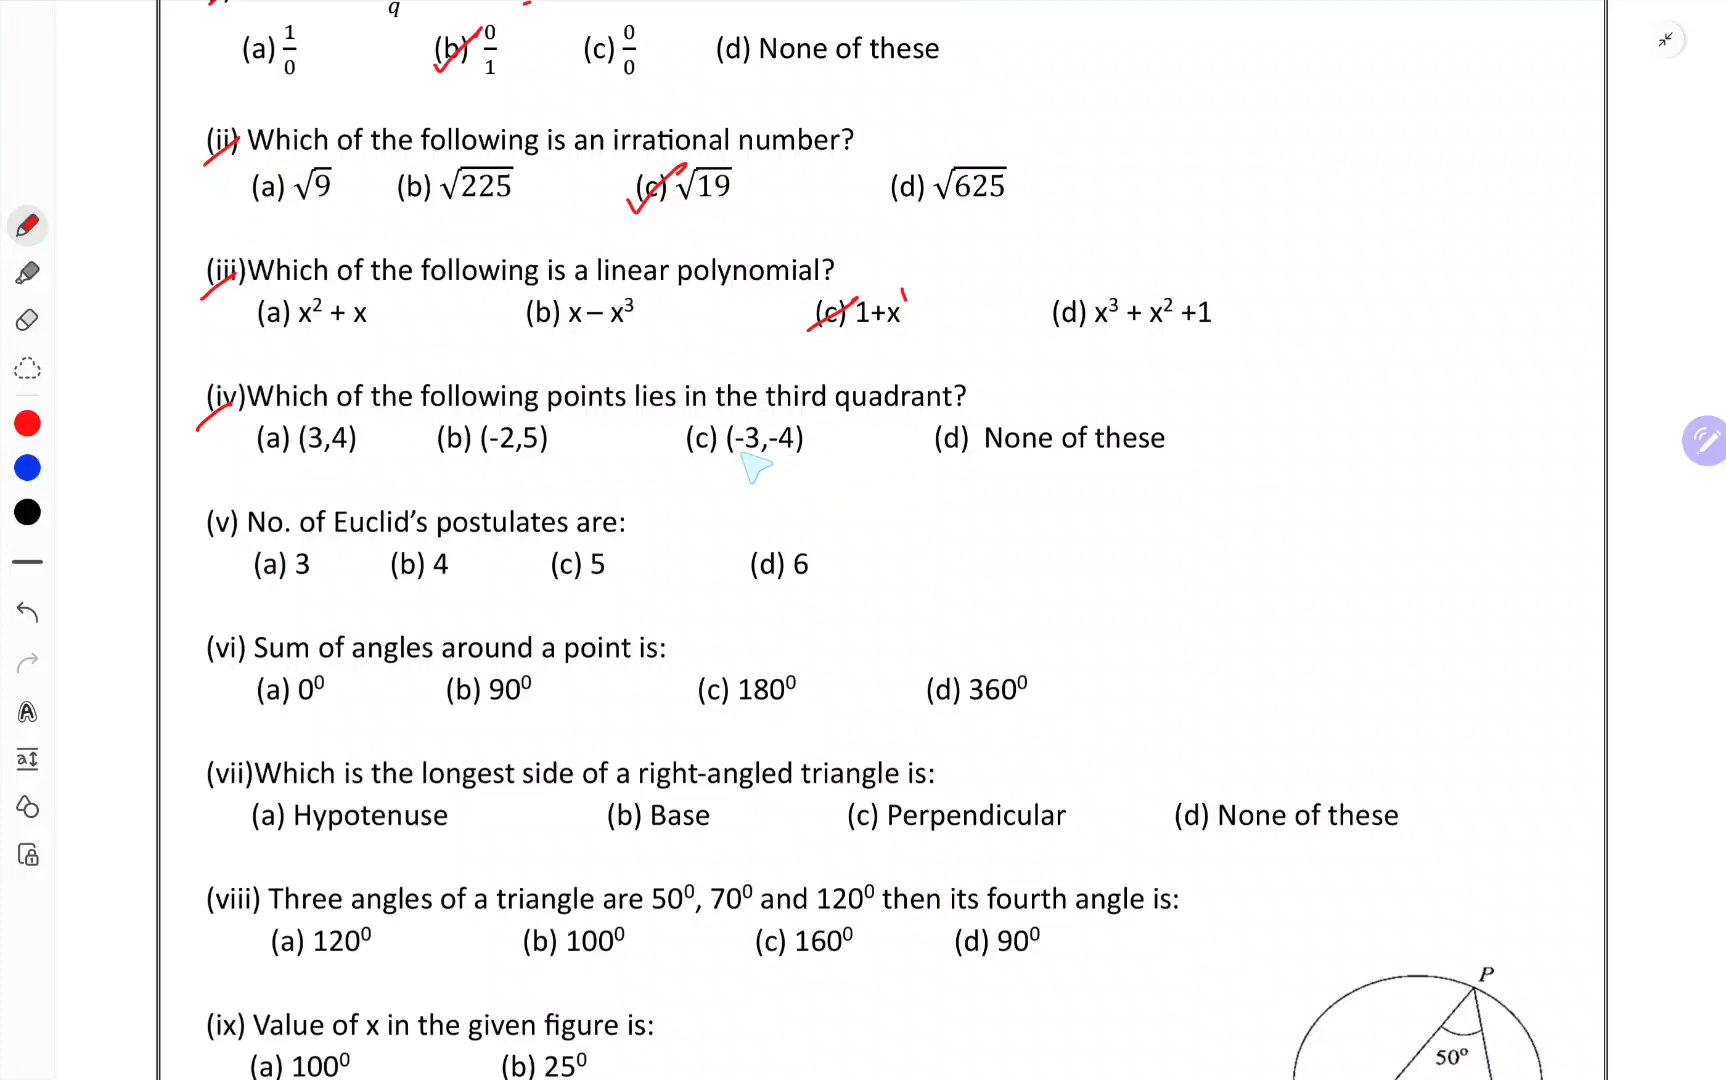 q
(a) 1/0 (b) 0/1 (c) 0/0 (d) None of these
(ii) Which of the following is an irrational number?
(a) √9 (b) √225 (c) √19 (d) √625
(iii)Which of the following is a linear polynomial?
(a) x² + x (b) x – x³ (c) 1+x (d) x³ + x² +1
(iv)Which of the following points lies in the third quadrant?
(a) (3,4) (b) (-2,5) (c) (-3,-4) (d) None of these
(v) No. of Euclid’s postulates are:
(a) 3 (b) 4 (c) 5 (d) 6
(vi) Sum of angles around a point is:
(a) 0⁰ (b) 90⁰ (c) 180⁰ (d) 360⁰
(vii)Which is the longest side of a right-angled triangle is:
(a) Hypotenuse (b) Base (c) Perpendicular (d) None of these
(viii) Three angles of a triangle are 50⁰, 70⁰ and 120⁰ then its fourth angle is:
(a) 120⁰ (b) 100⁰ (c) 160⁰ (d) 90⁰
P
(ix) Value of x in the given figure is:
50°
(a) 100⁰ (b) 25⁰